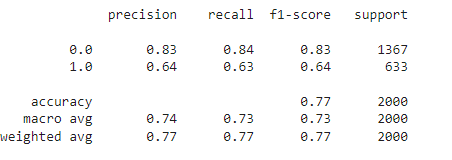 precision recall f1-score support
0.0 0.83 0.84 0.83 1367
1.0 0.64 0.63 0.64 633
accuracy 0.77 2000
macro avg 0.74 0.73 0.73 2000
weighted avg 0.77 0.77 0.77 2000